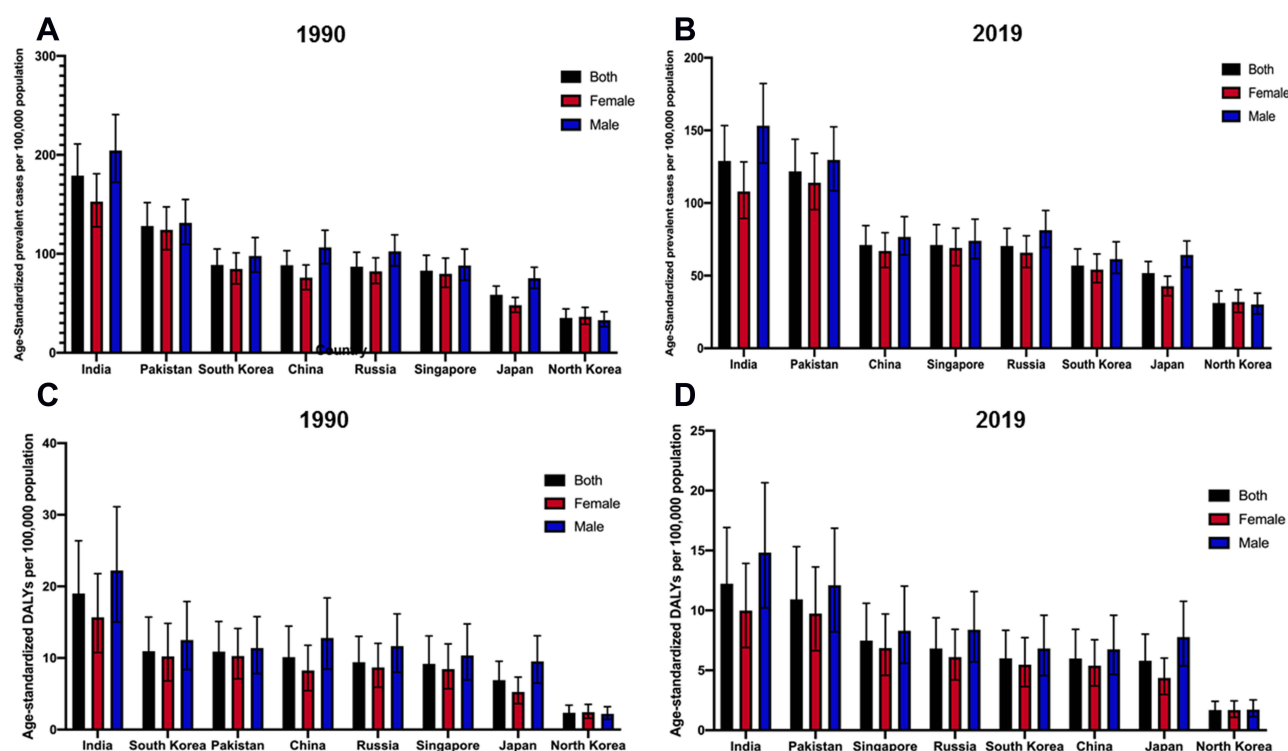 A
1990
Age-Standardized prevalent cases per 100,000 population
300
200
100
0
Both
Female
Male
Country
India Pakistan South Korea China Russia Singapore Japan North Korea
B
2019
Age-Standardized prevalent cases per 100,000 population
200
150
100
50
0
Both
Female
Male
India Pakistan China Singapore Russia South Korea Japan North Korea
C
1990
Age-standardized DALYs per 100,000 population
40
30
20
10
0
Both
Female
Male
India South Korea Pakistan China Russia Singapore Japan North Korea
D
2019
Age-standardized DALYs per 100,000 population
25
20
15
10
5
0
Both
Female
Male
India Pakistan Singapore Russia South Korea China Japan North Korea